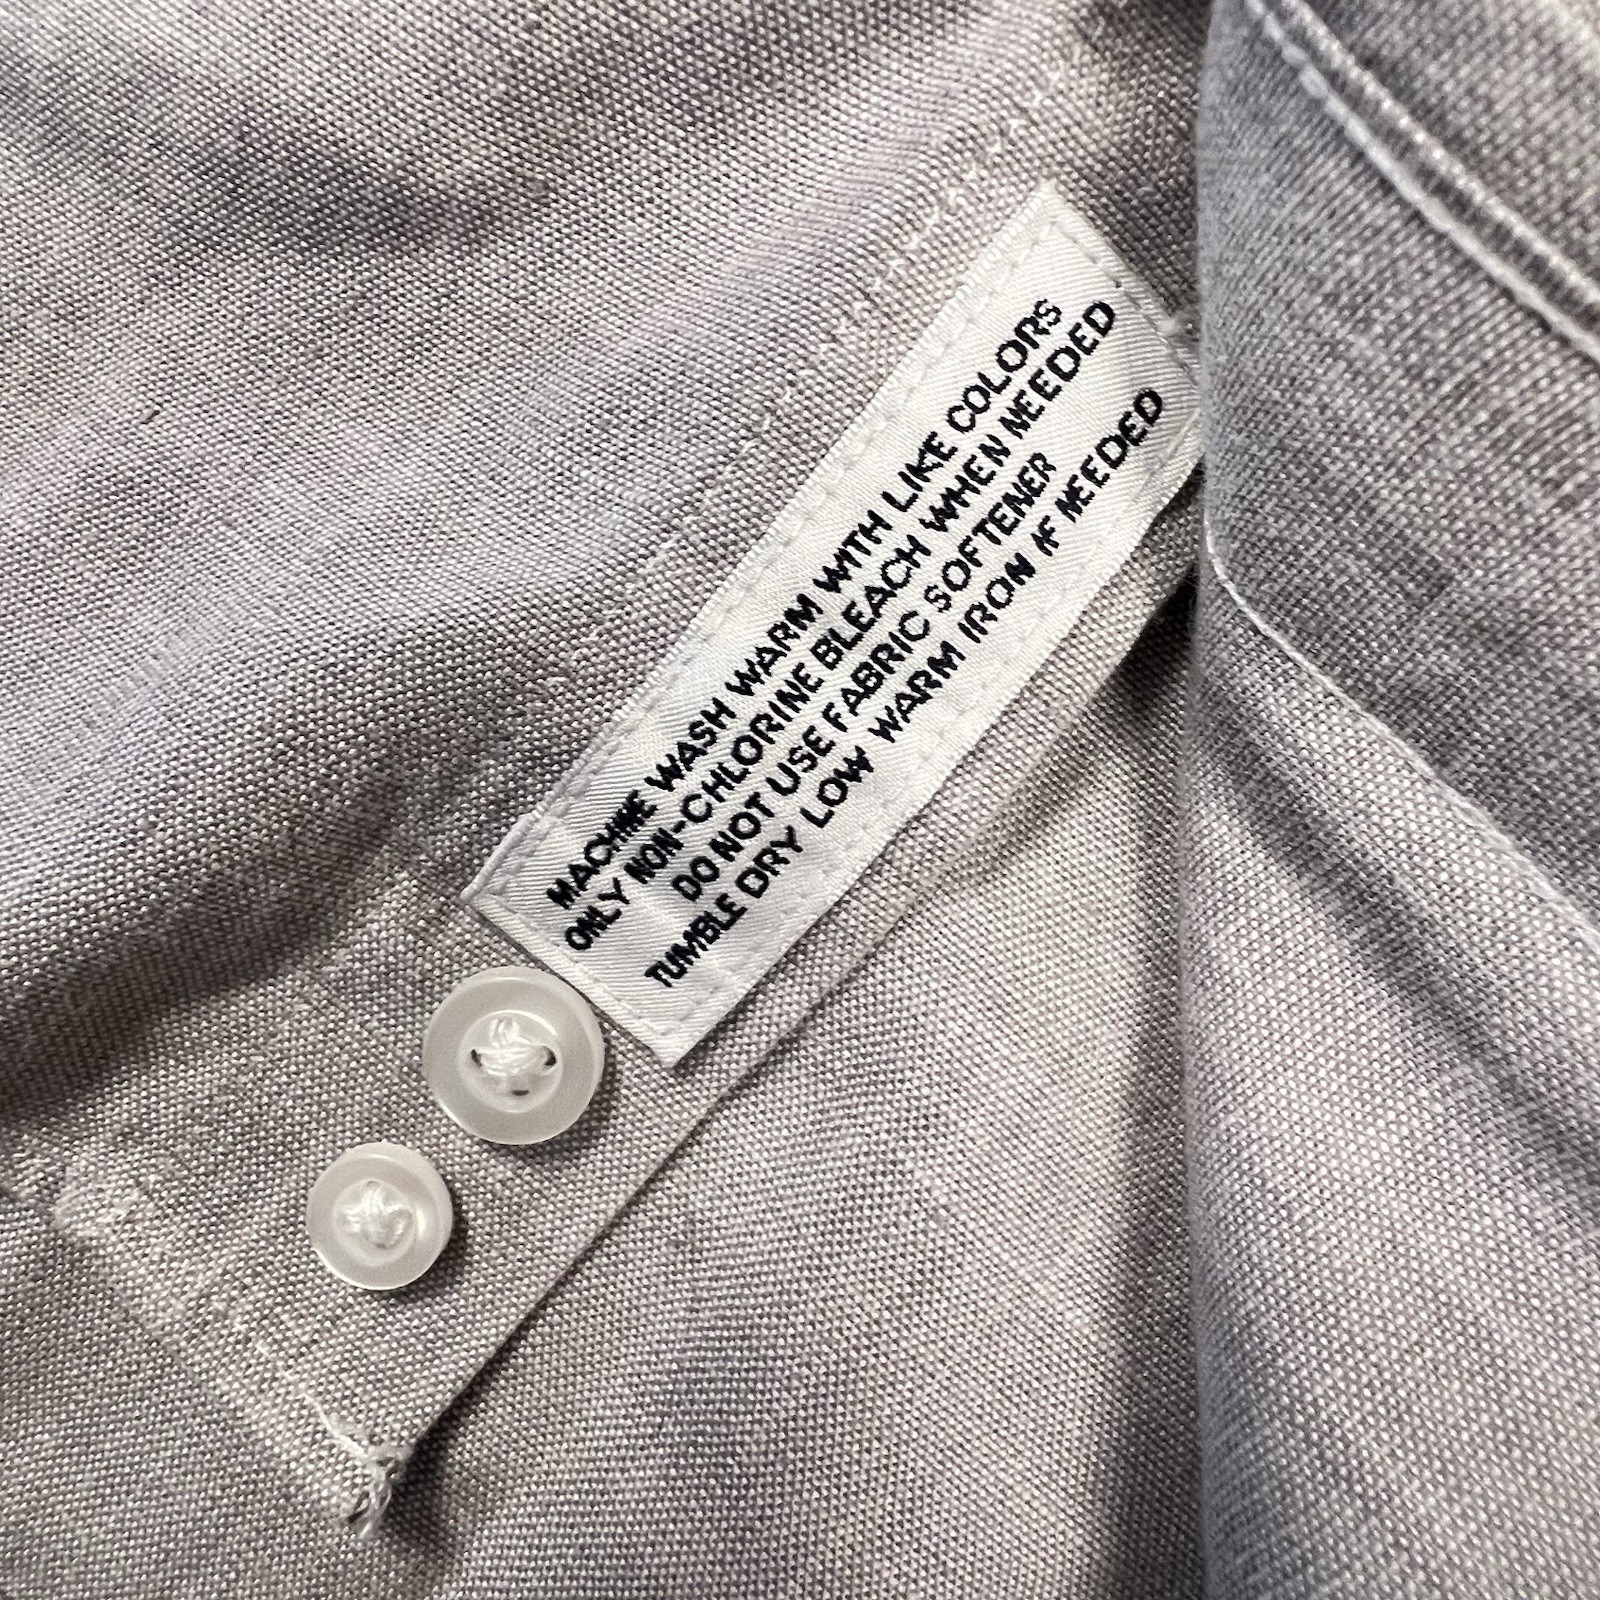 MACHINE WASH WARM WITH LIKE COLORS
ONLY NON-CHLORINE BLEACH WHEN NEEDED
DO NOT USE FABRIC SOFTENER
TUMBLE DRY LOW WARM IRON IF NEEDED